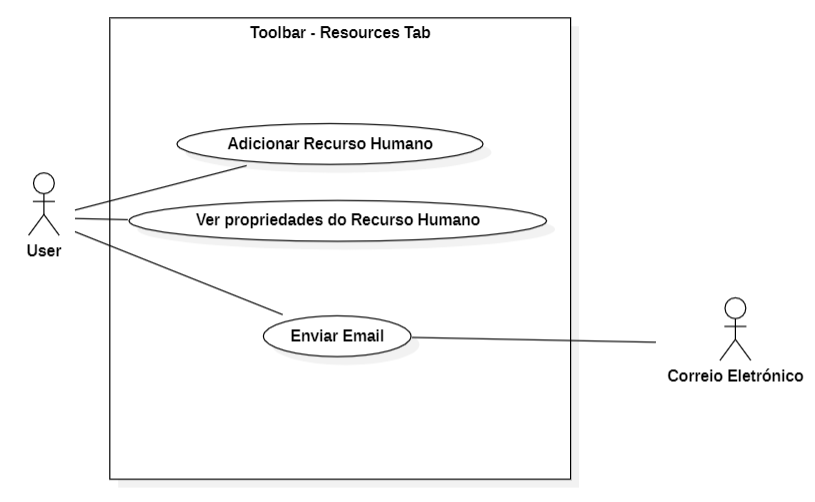 Toolbar - Resources Tab
Adicionar Recurso Humano
Ver propriedades do Recurso Humano
User
Enviar Email
Correio Eletrónico